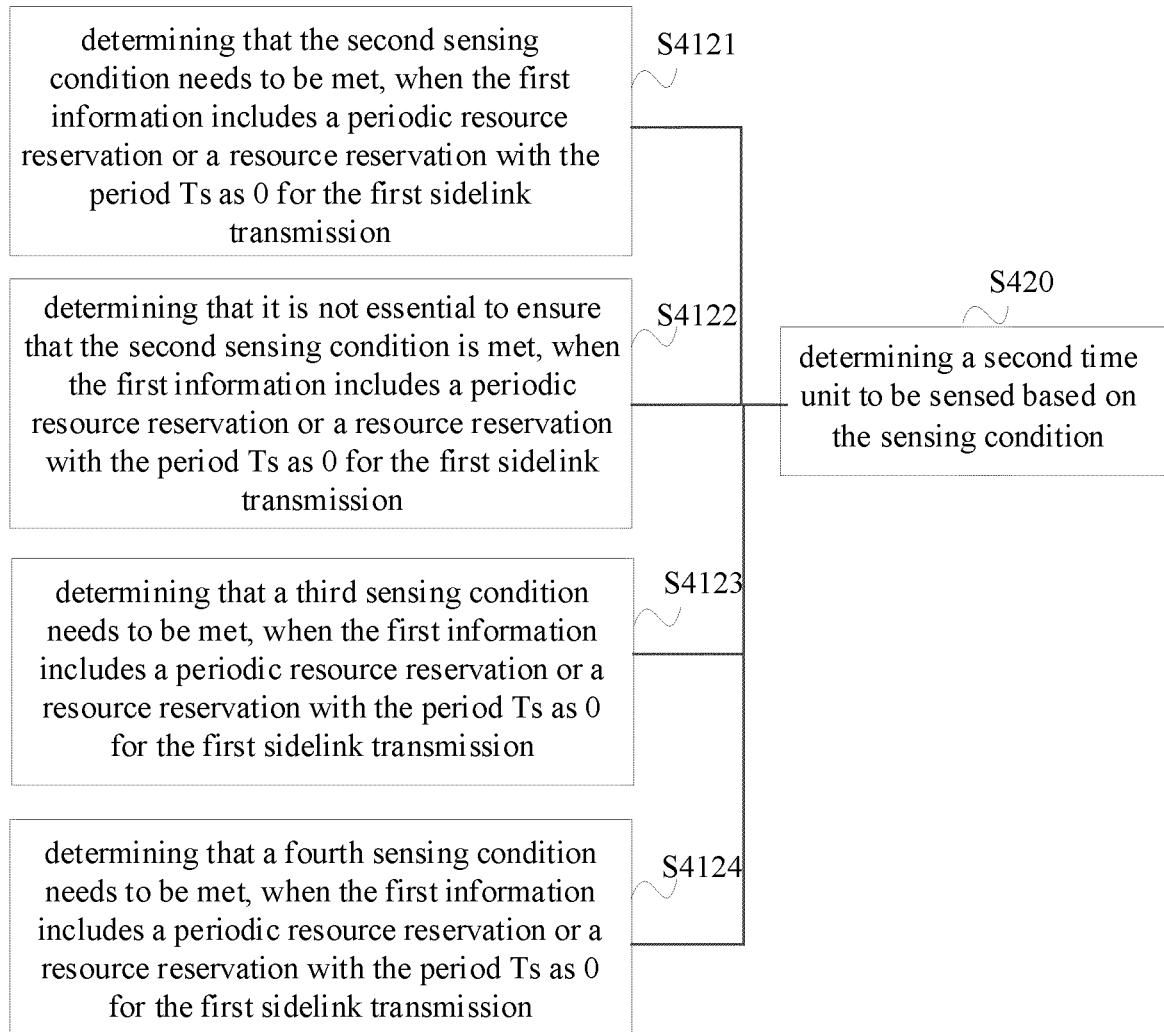 determining that the second sensing
condition needs to be met, when the first
information includes a periodic resource
reservation or a resource reservation with the
period Ts as 0 for the first sidelink
transmission
S4121
determining that it is not essential to ensure
that the second sensing condition is met, when
the first information includes a periodic
resource reservation or a resource reservation
with the period Ts as 0 for the first sidelink
transmission
S4122
determining that a third sensing condition
needs to be met, when the first information
includes a periodic resource reservation or a
resource reservation with the period Ts as 0
for the first sidelink transmission
S4123
determining that a fourth sensing condition
needs to be met, when the first information
includes a periodic resource reservation or a
resource reservation with the period Ts as 0
for the first sidelink transmission
S4124
S420
determining a second time
unit to be sensed based on
the sensing condition